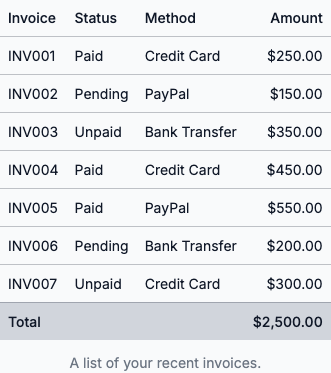 Invoice Status Method Amount
INV001 Paid Credit Card $250.00
INV002 Pending PayPal $150.00
INV003 Unpaid Bank Transfer $350.00
INV004 Paid Credit Card $450.00
INV005 Paid PayPal $550.00
INV006 Pending Bank Transfer $200.00
INV007 Unpaid Credit Card $300.00
Total $2,500.00
A list of your recent invoices.